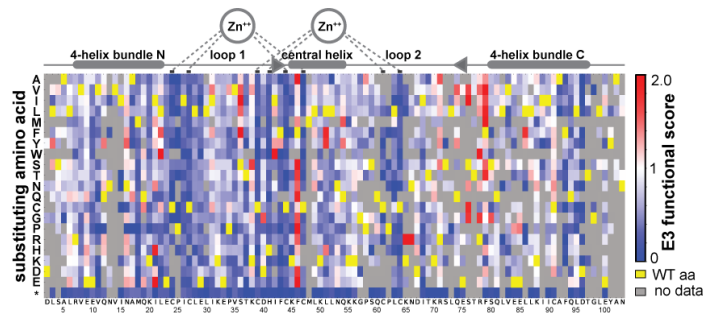 Zn++ Zn++
4-helix bundle N loop 1 central helix loop 2 4-helix bundle C
substituting amino acid
A
V
I
L
M
F
Y
W
S
T
N
Q
C
G
P
R
H
K
D
E
*
DLSALRVEEVQNVINAMQKILECPICLELIKEPVSTKCDHIFCKFCMLKLLNQKKGPSQCPLCKNDITKRSLQESTRFSQLVEELLKIICAFQLDTGLEYAN
5 10 15 20 25 30 35 40 45 50 55 60 65 70 75 80 85 90 95 100
2.0
1
0
E3 functional score
WT aa
no data